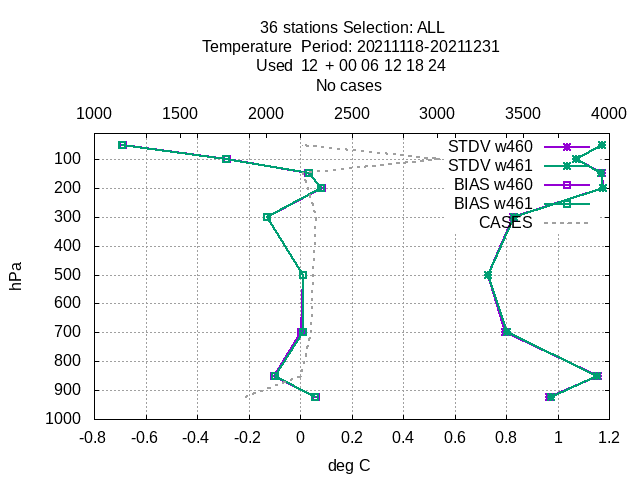 36 stations Selection: ALL
Temperature  Period: 20211118-20211231
Used  12  + 00 06 12 18 24
No cases
1000 1500 2000 2500 3000 3500 4000
STDV w460
STDV w461
BIAS w460
BIAS w461
CASES
100
200
300
400
500
600
700
800
900
1000
hPa
-0.8 -0.6 -0.4 -0.2 0 0.2 0.4 0.6 0.8 1 1.2
deg C